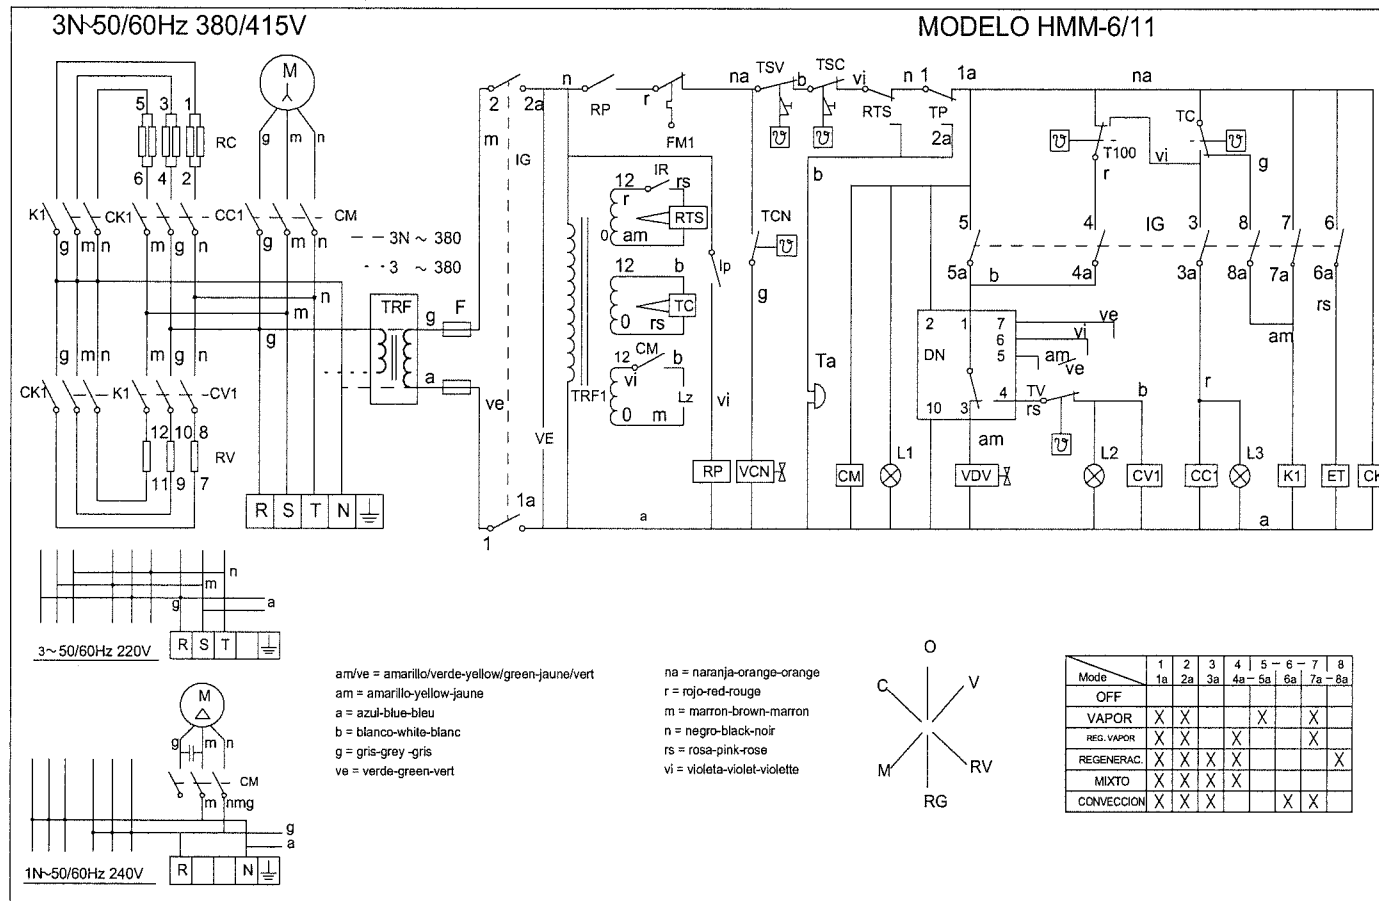 3N~50/60Hz 380/415V
MODELO HMM-6/11
M
5 3 1
RC
6 4 2
g m n
K1 CK1 CC1 CM
g m n m g n g m n
3N ~ 380
3 ~ 380
n
m
g
TRF
F
g
a
g m n m g n
CK1 K1 CV1
12 10 8
RV
11 9 7
R S T N
2 2a
m
IG
ve
1a
1
n
RP
r
FM1
na
TSV
b
TSC
vi
RTS
n 1
TP
2a
1a
na
ϑ ϑ
12 IR rs
r
RTS
0 am
12 b
TC
0 rs
12 CM b
vi
Lz
0 m
TRF1
VE
Ip
vi
RP
TCN
ϑ
g
VCN
b
Ta
a
CM
L1
5
5a
b
4
4a
IG
3
3a
8
8a
7
7a
6
6a
rs
ϑ
T100
r
vi
TC
ϑ
g
am
2 1 7 ve
6 vi
DN 5 am
ve
10 3 4
rs
TV
ϑ
b
am
VDV
L2
CV1
r
CC1
L3
K1
ET
CK
a
n
m
g
a
3~50/60Hz 220V
R S T
M
g m n
CM
m nmg
g
a
1N~50/60Hz 240V
R N
am/ve = amarillo/verde-yellow/green-jaune/vert
am = amarillo-yellow-jaune
a = azul-blue-bleu
b = blanco-white-blanc
g = gris-grey -gris
ve = verde-green-vert
na = naranja-orange-orange
r = rojo-red-rouge
m = marron-brown-marron
n = negro-black-noir
rs = rosa-pink-rose
vi = violeta-violet-violette
O
C V
M RV
RG
Mode 1 2 3 4 5 – 6 – 7 8
1a 2a 3a 4a – 5a 6a 7a – 8a
OFF
VAPOR X X X X
REG. VAPOR X X X X
REGENERAC. X X X X X
MIXTO X X X X
CONVECCION X X X X X